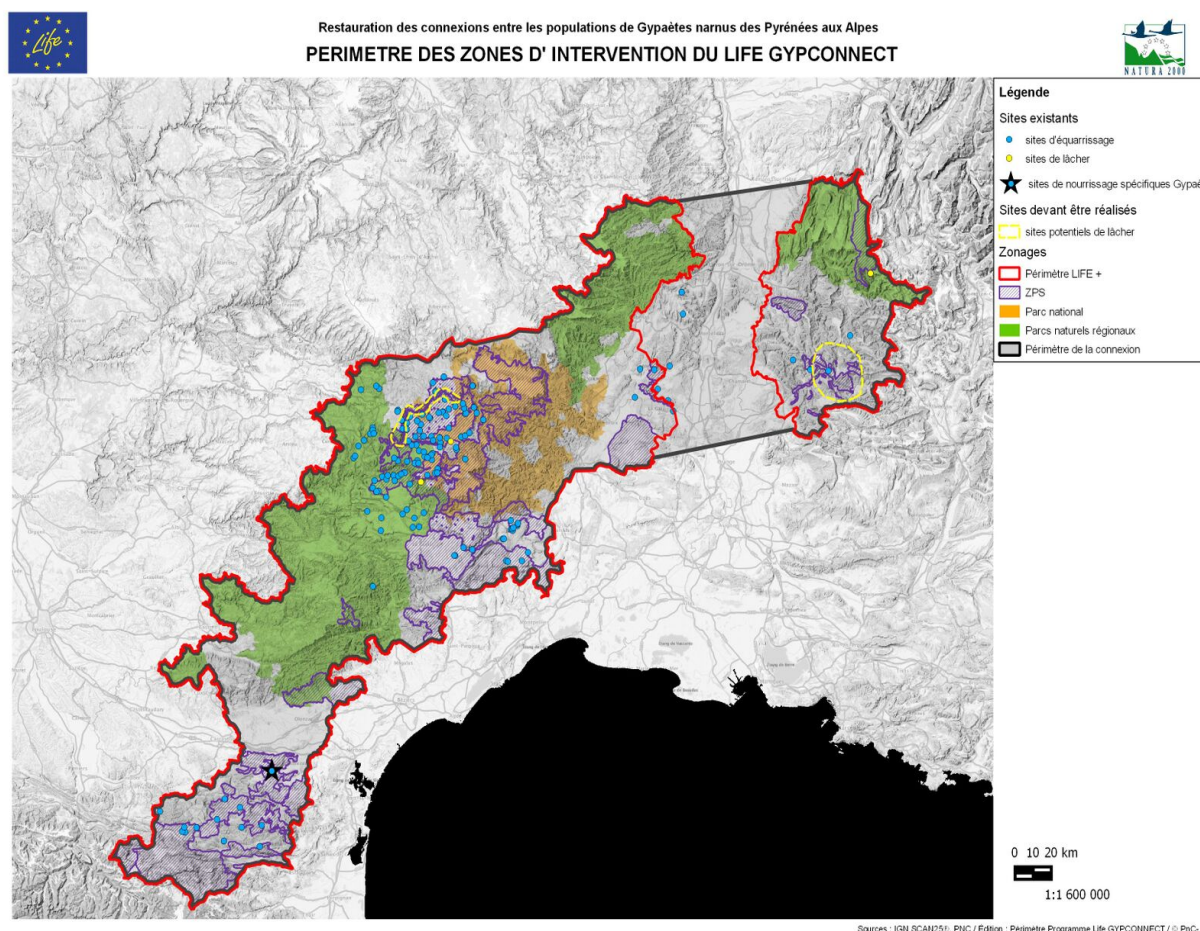 Life
Restauration des connexions entre les populations de Gypaètes narnus des Pyrénées aux Alpes
PERIMETRE DES ZONES D' INTERVENTION DU LIFE GYPCONNECT
NATURA 2000
Légende
Sites existants
sites d'équarrissage
sites de lâcher
sites de nourrissage spécifiques Gypaè
Sites devant être réalisés
sites potentiels de lâcher
Zonages
Périmètre LIFE +
ZPS
Parc national
Parcs naturels régionaux
Périmètre de la connexion
0 10 20 km
1:1 600 000
Sources : IGN SCAN25®, PNC / Édition : Périmètre Programme Life GYPCONNECT / © PnC-